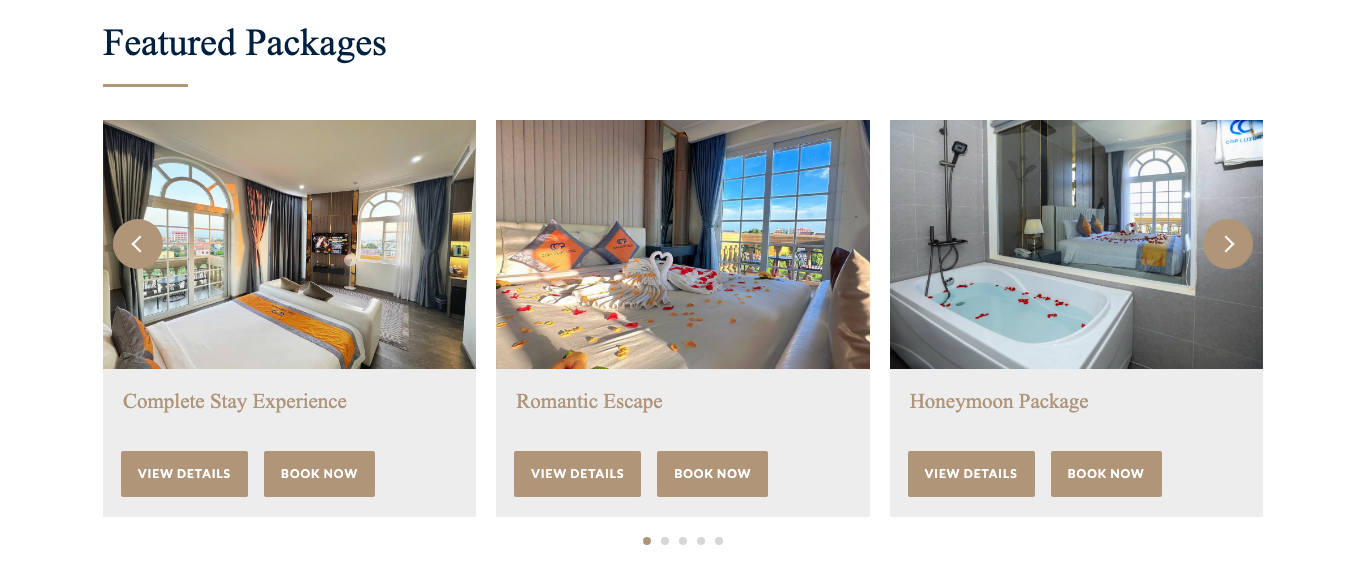 Featured Packages
Complete Stay Experience
VIEW DETAILS
BOOK NOW
Romantic Escape
VIEW DETAILS
BOOK NOW
Honeymoon Package
VIEW DETAILS
BOOK NOW